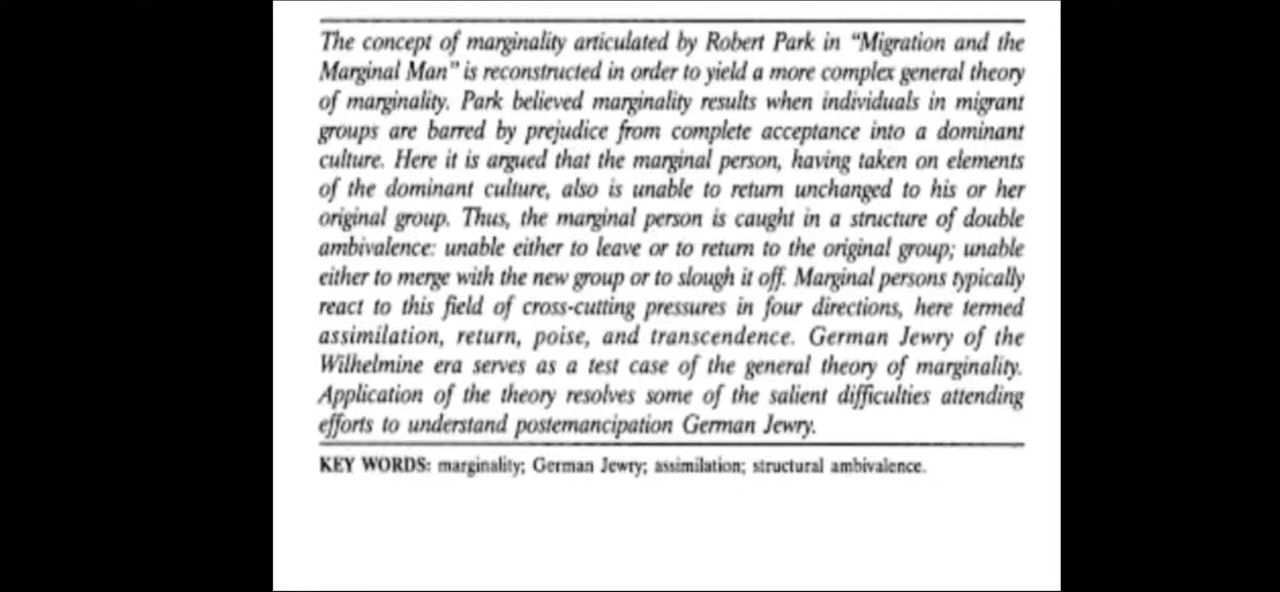 The concept of marginality articulated by Robert Park in “Migration and the
Marginal Man” is reconstructed in order to yield a more complex general theory
of marginality. Park believed marginality results when individuals in migrant
groups are barred by prejudice from complete acceptance into a dominant
culture. Here it is argued that the marginal person, having taken on elements
of the dominant culture, also is unable to return unchanged to his or her
original group. Thus, the marginal person is caught in a structure of double
ambivalence: unable either to leave or to return to the original group; unable
either to merge with the new group or to slough it off. Marginal persons typically
react to this field of cross-cutting pressures in four directions, here termed
assimilation, return, poise, and transcendence. German Jewry of the
Wilhelmine era serves as a test case of the general theory of marginality.
Application of the theory resolves some of the salient difficulties attending
efforts to understand postemancipation German Jewry.
KEY WORDS: marginality; German Jewry; assimilation; structural ambivalence.